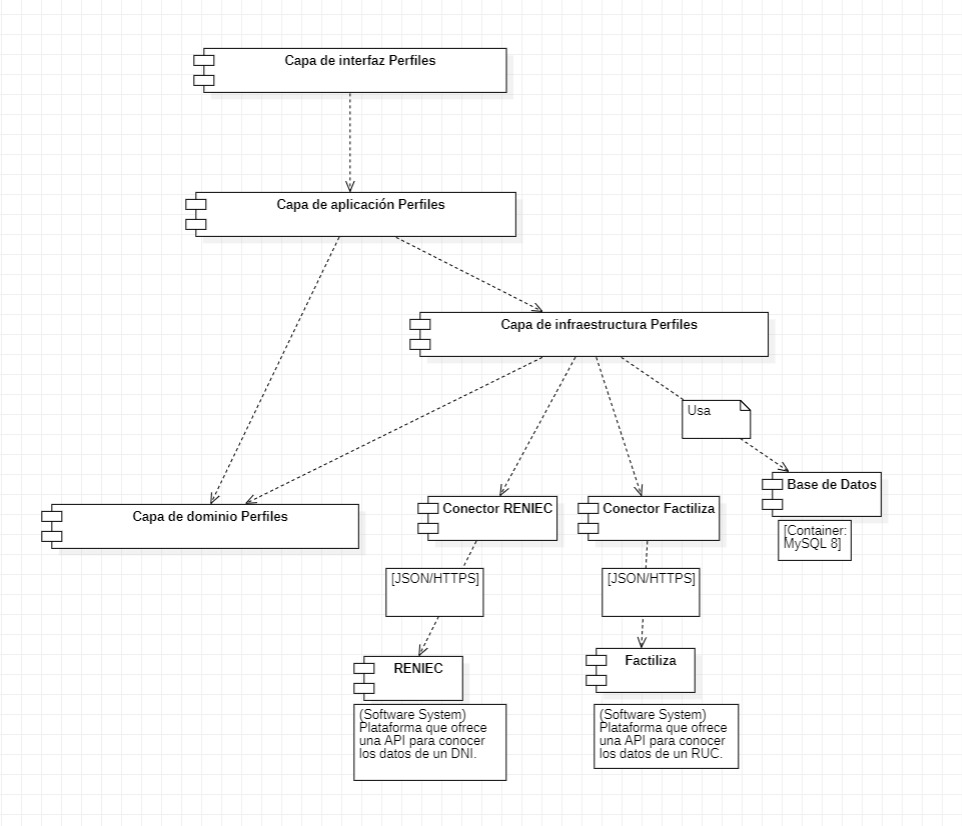 Capa de interfaz Perfiles
Capa de aplicación Perfiles
Capa de infraestructura Perfiles
Usa
Base de Datos
[Container:
MySQL 8]
Capa de dominio Perfiles
Conector RENIEC
Conector Factiliza
[JSON/HTTPS]
[JSON/HTTPS]
RENIEC
Factiliza
(Software System)
Plataforma que ofrece
una API para conocer
los datos de un DNI.
(Software System)
Plataforma que ofrece
una API para conocer
los datos de un RUC.